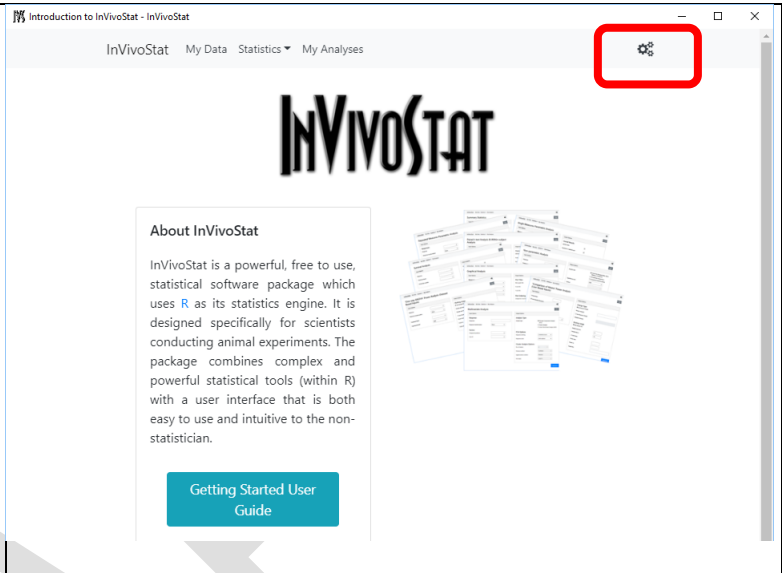 Introduction to InVivoStat - InVivoStat
InVivoStat My Data Statistics My Analyses
INVIVOSTAT
About InVivoStat
InVivoStat is a powerful, free to use,
statistical software package which
uses R as its statistics engine. It is
designed specifically for scientists
conducting animal experiments. The
package combines complex and
powerful statistical tools (within R)
with a user interface that is both
easy to use and intuitive to the non-
statistician.
Getting Started User
Guide